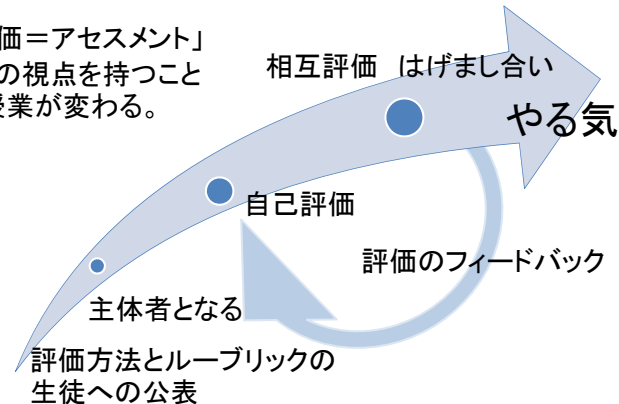 価＝アセスメント」
の視点を持つこと
受業が変わる。
相互評価　はげまし合い
やる気
自己評価
評価のフィードバック
主体者となる
評価方法とルーブリックの
生徒への公表